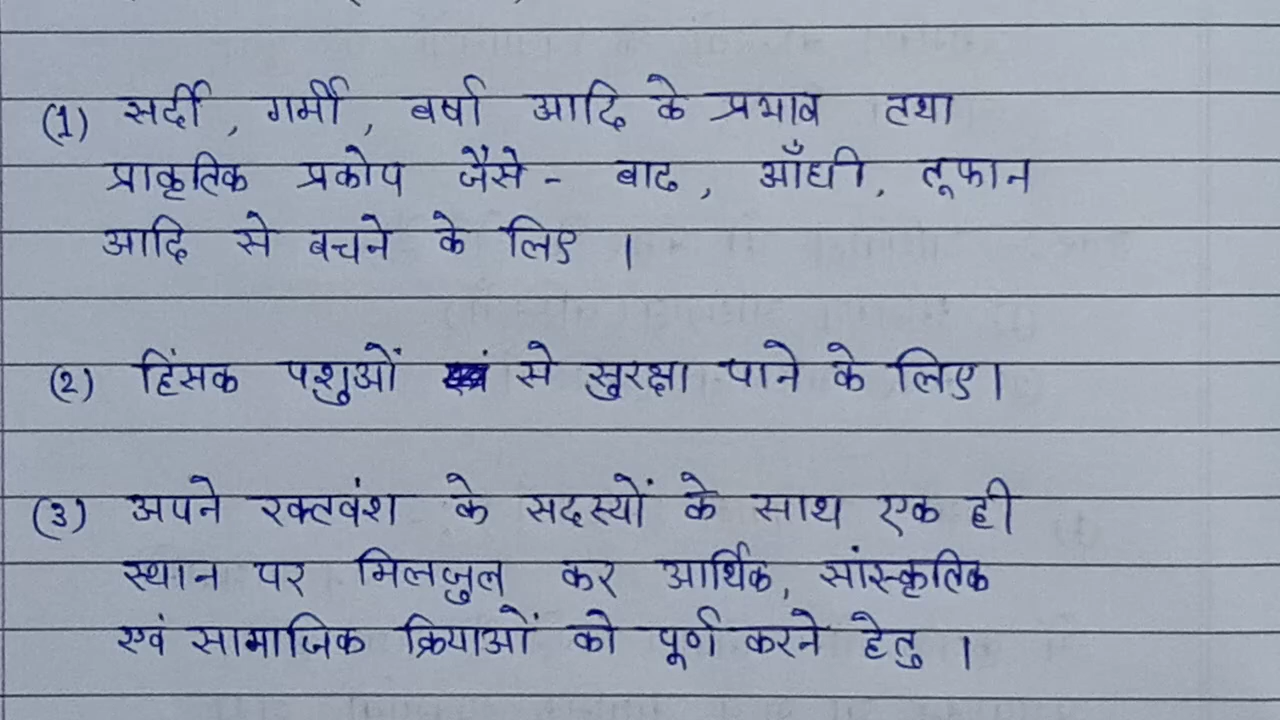 (1) सर्दी, गर्मी, वर्षा आदि के प्रभाव तथा
प्राकृतिक प्रकोप जैसे - बाढ, आँधी, तूफान
आदि से बचने के लिए ।
(2) हिंसक पशुओं से सुरक्षा पाने के लिए।
(3) अपने रक्तवंश के सदस्यों के साथ एक ही
स्थान पर मिलजुल कर आर्थिक, सांस्कृतिक
एवं सामाजिक क्रियाओं को पूर्ण करने हेतु ।